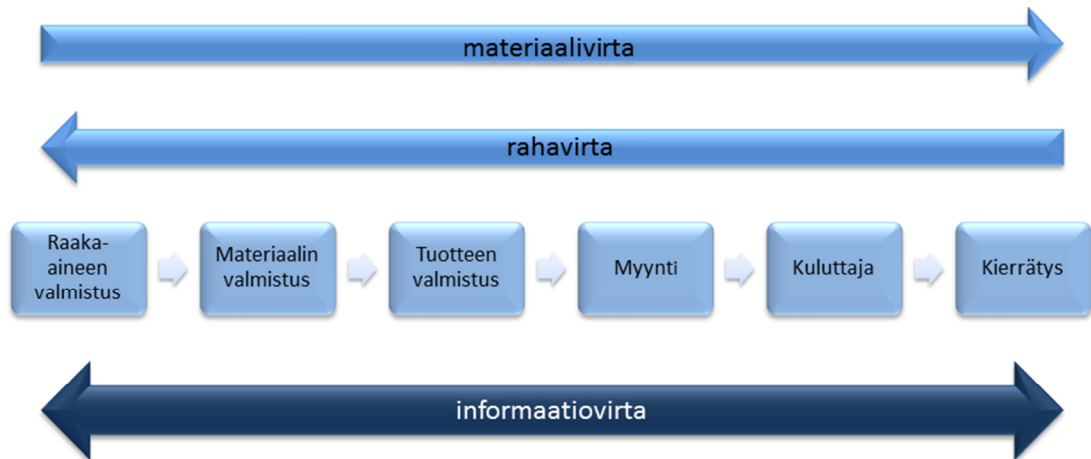 materiaalivirta
rahavirta
Raaka-
aineen
valmistus
Materiaalin
valmistus
Tuotteen
valmistus
Myynti
Kuluttaja
Kierrätys
informaatiovirta